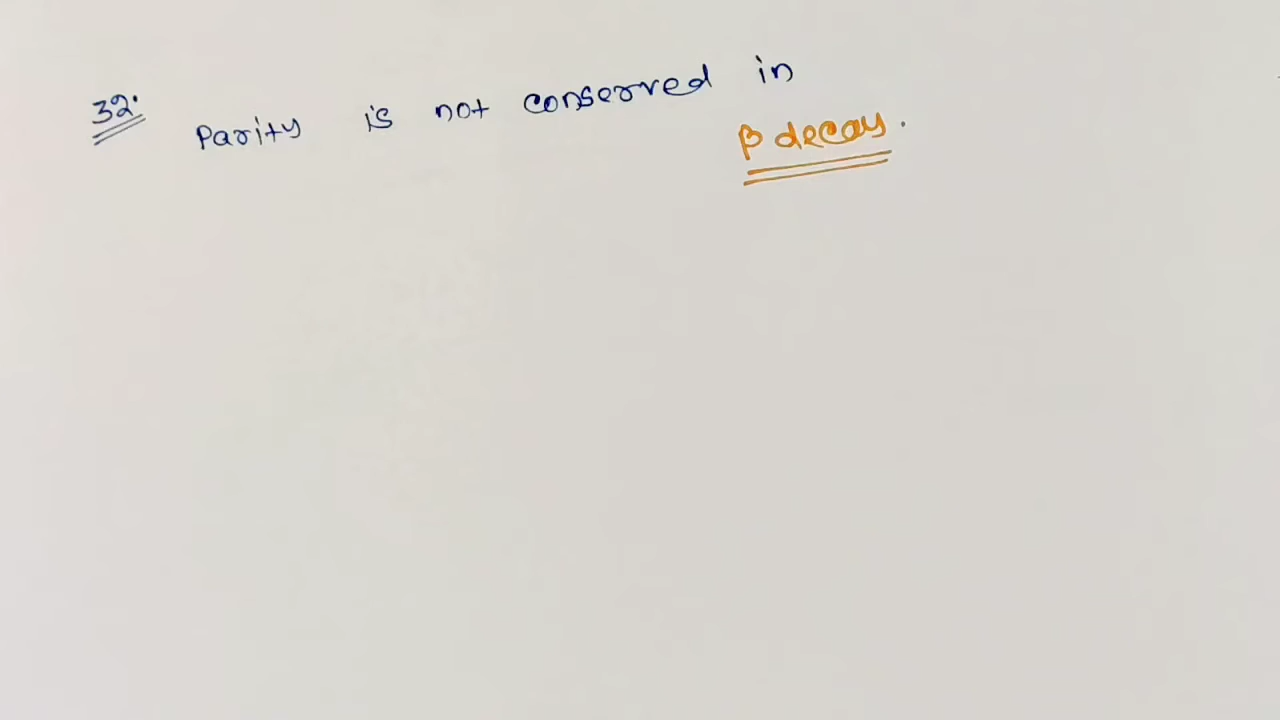 32. Parity is not conserved in
β decay.